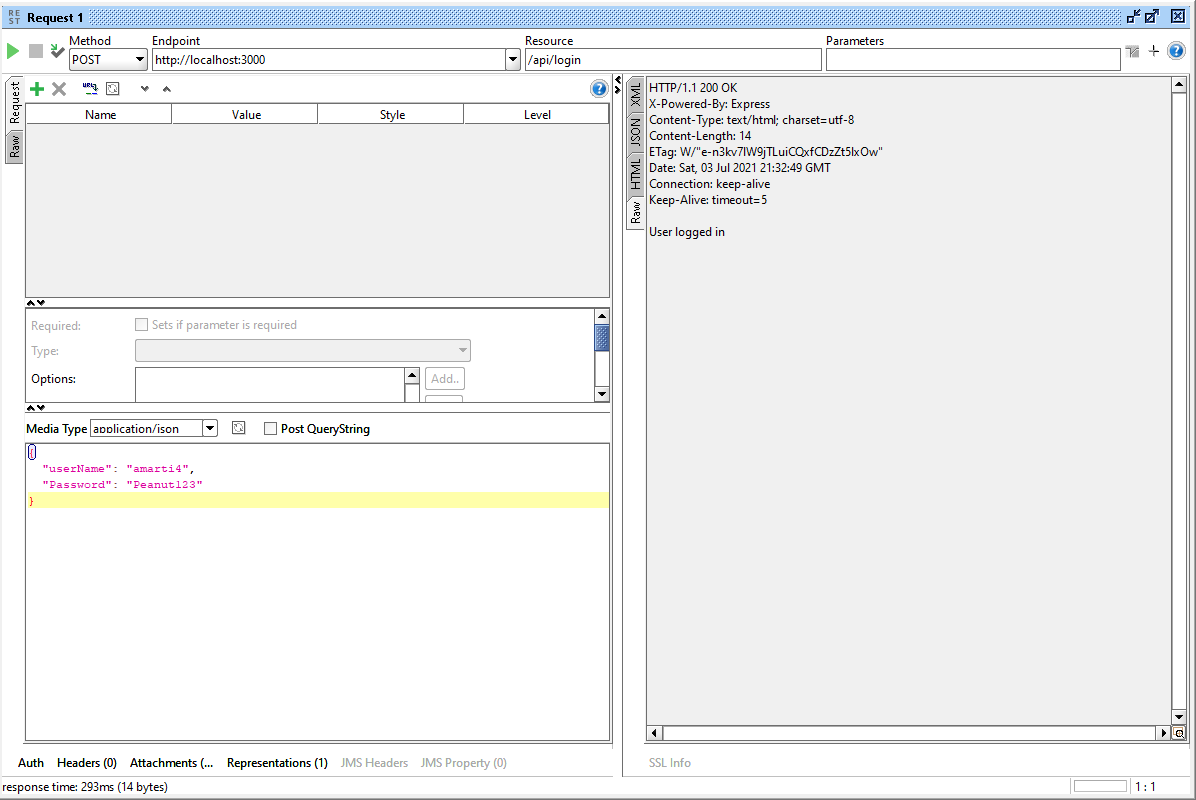 RE
ST
Request 1
Method
Endpoint
Resource
Parameters
POST
http://localhost:3000
/api/login
Request
Raw
Name Value Style Level
Required:
Sets if parameter is required
Type:
Options:
Add..
Media Type
application/json
Post QueryString
{
"userName": "amarti4",
"Password": "Peanut123"
}
Auth Headers (0) Attachments (... Representations (1) JMS Headers JMS Property (0)
response time: 293ms (14 bytes)
XML
JSON
HTML
Raw
HTTP/1.1 200 OK
X-Powered-By: Express
Content-Type: text/html; charset=utf-8
Content-Length: 14
Date: Sat, 03 Jul 2021 21:32:49 GMT
Connection: keep-alive
Keep-Alive: timeout=5
User logged in
SSL Info
1 : 1